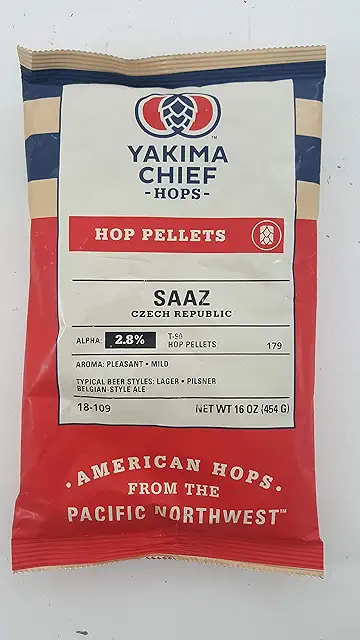 YAKIMA
CHIEF
-HOPS-
HOP PELLETS
SAAZ
CZECH REPUBLIC
ALPHA: 2.8% T-90
HOP PELLETS 179
AROMA: PLEASANT • MILD
TYPICAL BEER STYLES: LAGER • PILSNER
BELGIAN-STYLE ALE
18-109 NET WT 16 OZ (454 G)
•AMERICAN HOPS•
FROM THE
PACIFIC NORTHWEST™